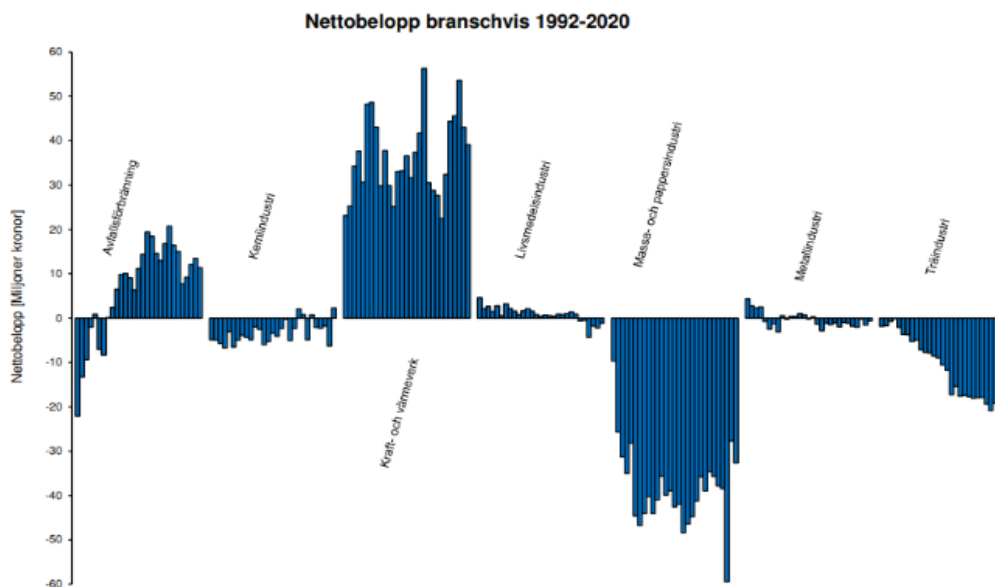 Nettobelopp branschvis 1992-2020
Nettobelopp [Miljoner kronor]
60
50
40
30
20
10
0
-10
-20
-30
-40
-50
-60
Avfallsförbränning
Kemiindustri
Kraft- och värmeverk
Livsmedelsindustri
Massa- och pappersindustri
Metallindustri
Träindustri